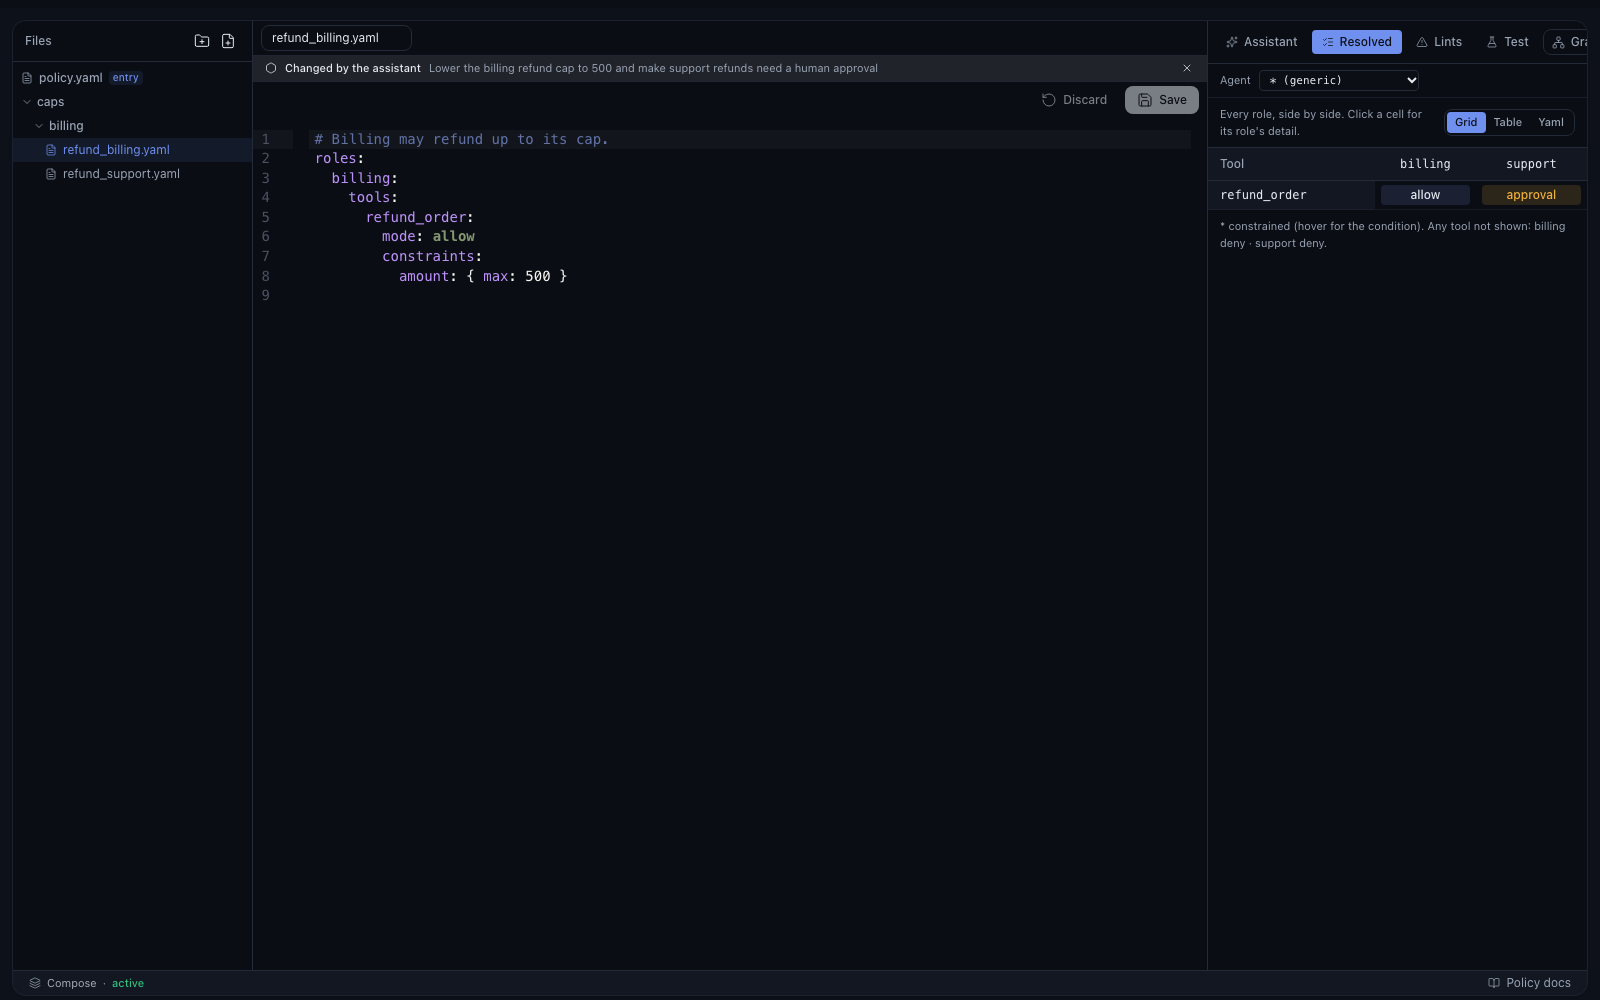 Files
policy.yaml entry
caps
billing
refund_billing.yaml
refund_support.yaml
refund_billing.yaml
Changed by the assistant Lower the billing refund cap to 500 and make support refunds need a human approval
Discard Save
1 # Billing may refund up to its cap.
2 roles:
3 billing:
4 tools:
5 refund_order:
6 mode: allow
7 constraints:
8 amount: { max: 500 }
9
Assistant Resolved Lints Test Gra
Agent * (generic)
Every role, side by side. Click a cell for
its role's detail.
Grid Table Yaml
Tool billing support
refund_order allow approval
* constrained (hover for the condition). Any tool not shown: billing
deny · support deny.
Compose · active
Policy docs